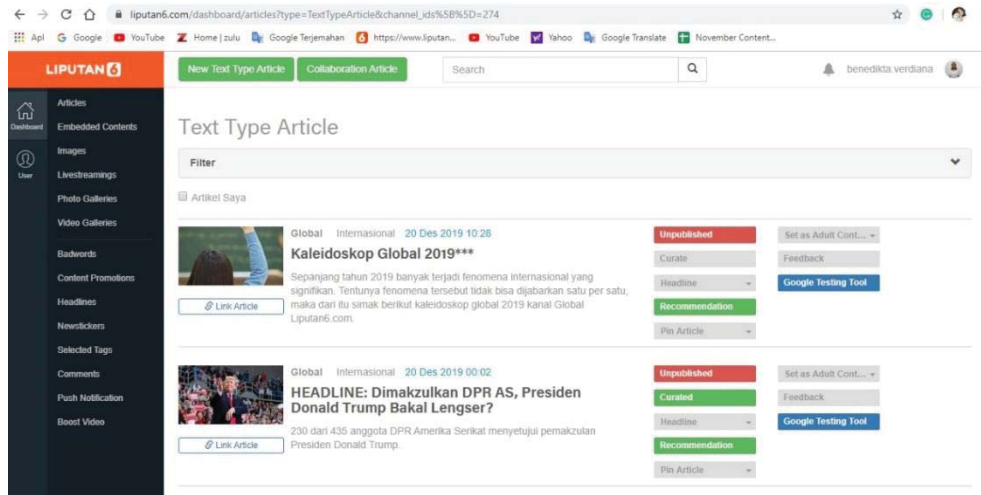 liputan6.com/dashboard/articles?type=TextTypeArticle&channel_ids%5B%5D=274
Apl Google YouTube Home | zulu Google Terjemahan https://www.liputan... YouTube Yahoo Google Translate November Content...
LIPUTAN 6
New Text Type Article
Collaboration Article
Search
benedikta.verdiana
Dashboard
User
Articles
Embedded Contents
Images
Livestreamings
Photo Galleries
Video Galleries
Badwords
Content Promotions
Headlines
Newstickers
Selected Tags
Comments
Push Notification
Boost Video
Text Type Article
Filter
Artikel Saya
Global Internasional 20 Des 2019 10:28
Kaleidoskop Global 2019***
Sepanjang tahun 2019 banyak terjadi fenomena internasional yang
signifikan. Tentunya fenomena tersebut tidak bisa dijabarkan satu per satu,
maka dari itu simak berikut kaleidoskop global 2019 kanal Global
Liputan6.com.
Link Article
Unpublished
Curate
Headline
Recommendation
Pin Article
Set as Adult Cont...
Feedback
Google Testing Tool
Global Internasional 20 Des 2019 00:02
HEADLINE: Dimakzulkan DPR AS, Presiden
Donald Trump Bakal Lengser?
230 dari 435 anggota DPR Amerika Serikat menyetujui pemakzulan
Presiden Donald Trump.
Link Article
Unpublished
Curated
Headline
Recommendation
Pin Article
Set as Adult Cont...
Feedback
Google Testing Tool